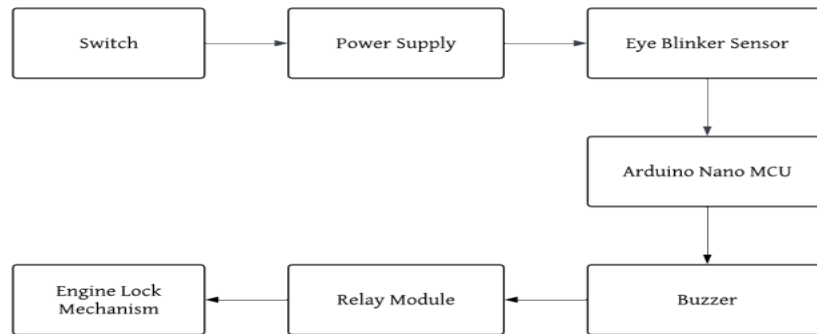 Switch
Power Supply
Eye Blinker Sensor
Arduino Nano MCU
Engine Lock
Mechanism
Relay Module
Buzzer